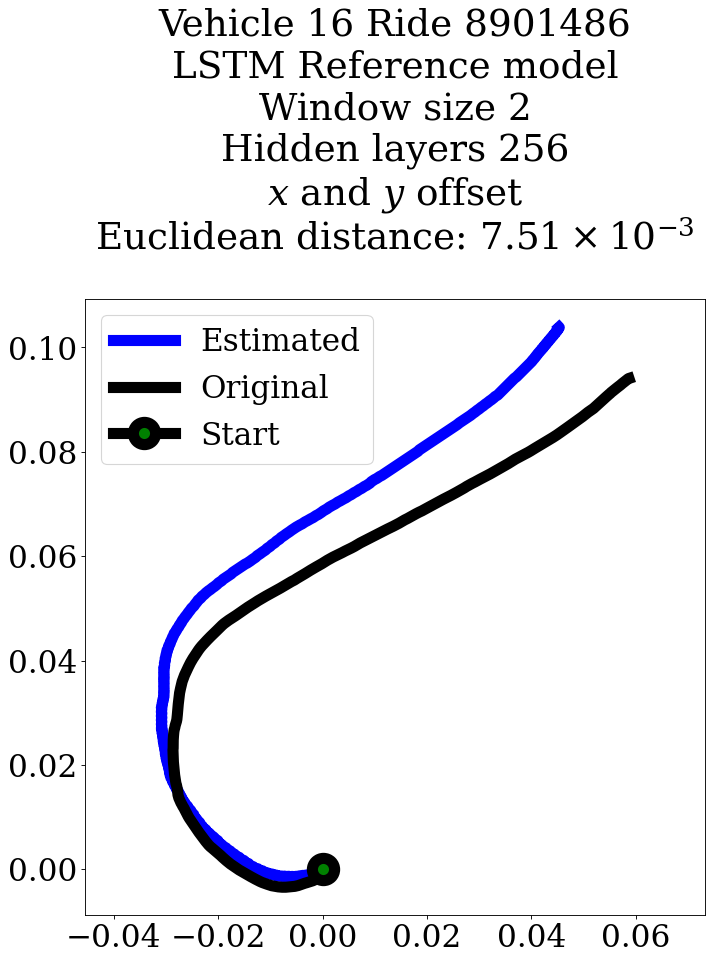 Vehicle 16 Ride 8901486
LSTM Reference model
Window size 2
Hidden layers 256
x and y offset
Euclidean distance: 7.51 × 10⁻³
Estimated
Original
Start
0.10
0.08
0.06
0.04
0.02
0.00
−0.04 −0.02 0.00 0.02 0.04 0.06